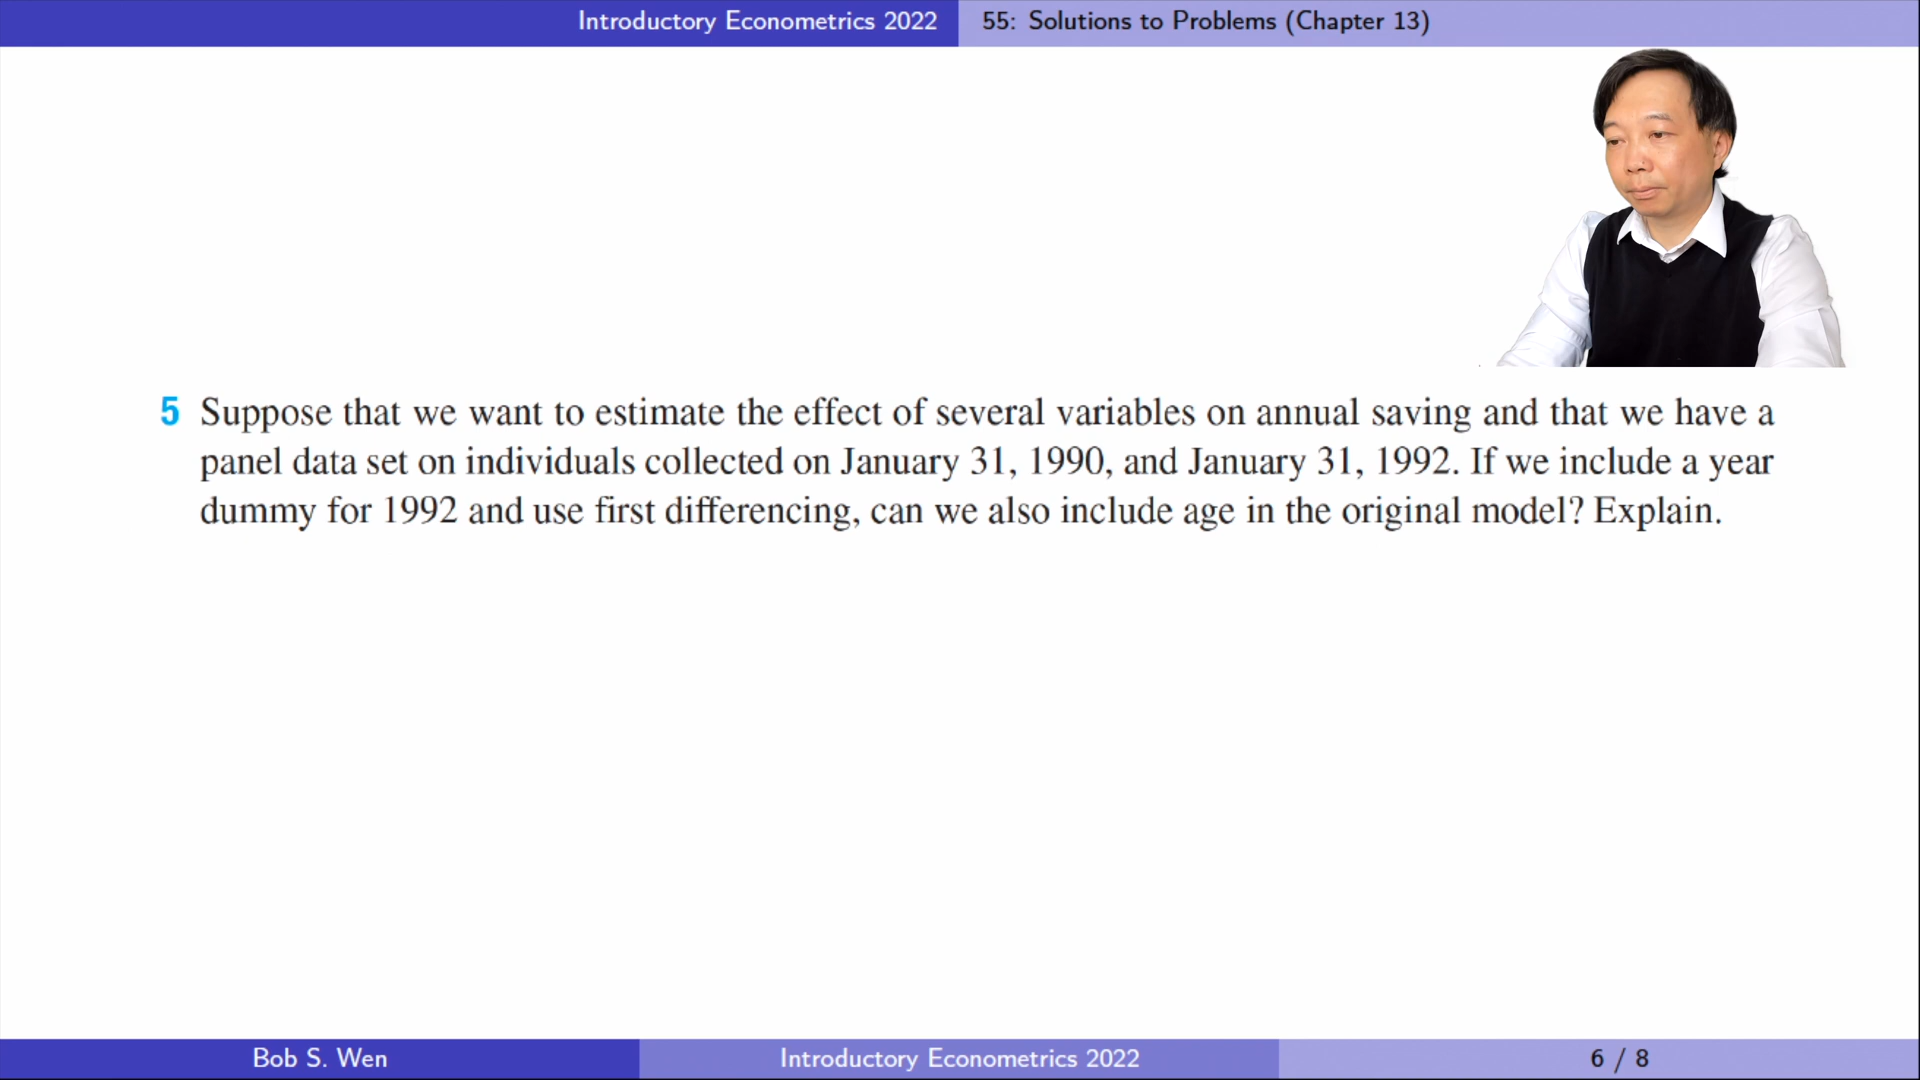 Introductory Econometrics 2022
55: Solutions to Problems (Chapter 13)
5 Suppose that we want to estimate the effect of several variables on annual saving and that we have a
panel data set on individuals collected on January 31, 1990, and January 31, 1992. If we include a year
dummy for 1992 and use first differencing, can we also include age in the original model? Explain.
Bob S. Wen
Introductory Econometrics 2022
6 / 8